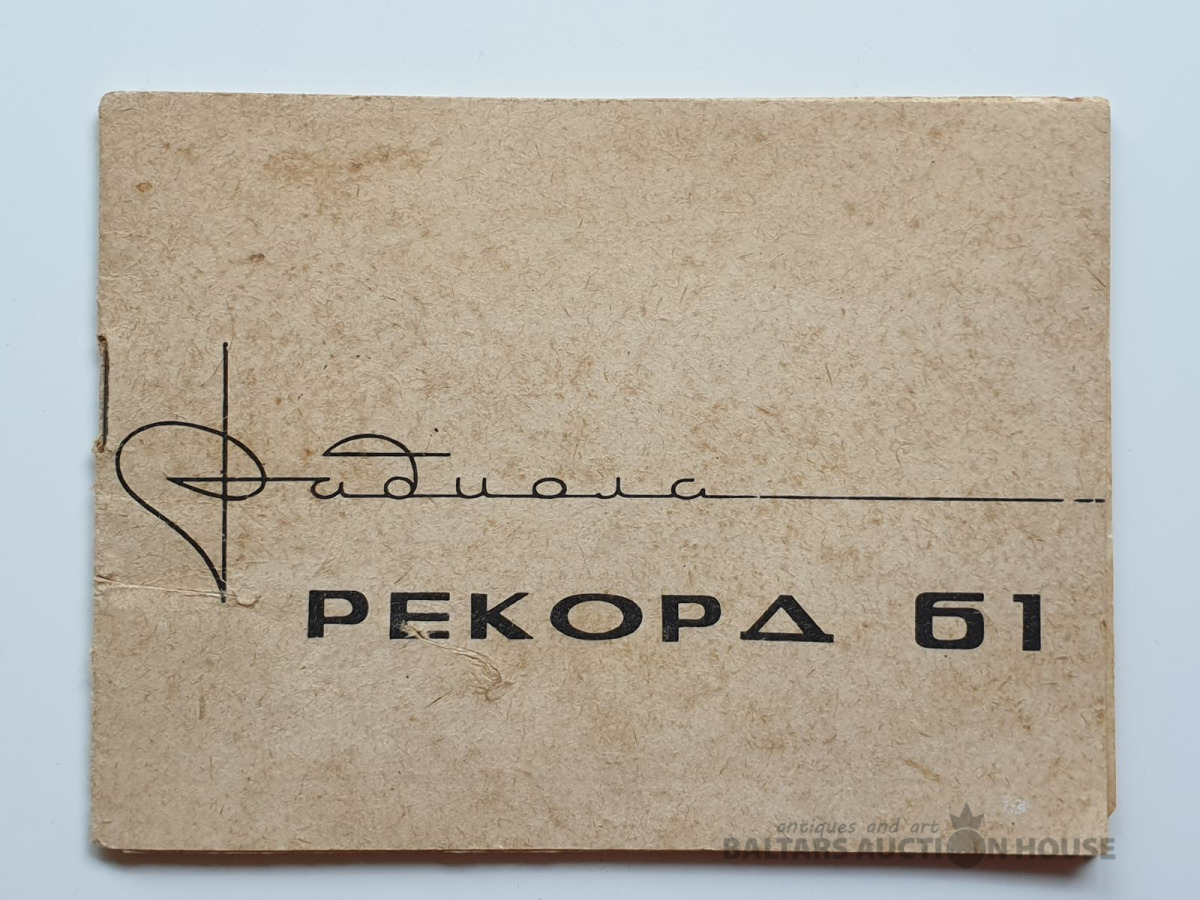 Радиола
РЕКОРД 61
antiques and art
BALTARS AUCTION HOUSE